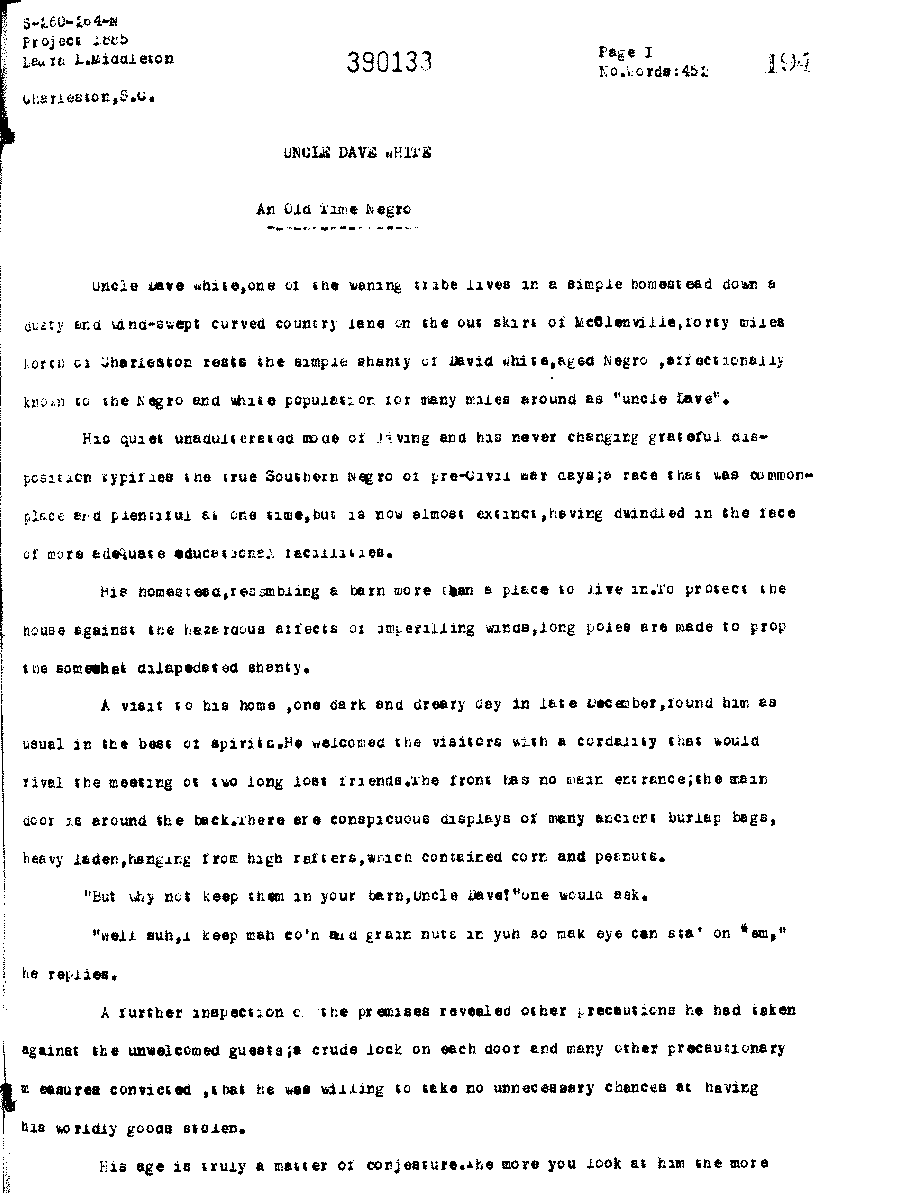 S-260-264-N
Project 1885
Laura L.Middleton
390133
Page I
No.Words:451
194
Charleston,S.C.
UNCLE DAVE WHITE
An Old Time Negro
Uncle Dave White,one of the waning tribe lives in a simple homestead down a
dusty and wind-swept curved country lane on the out skirt of McClenville,forty miles
North of Charleston rests the simple shanty of David White,aged Negro ,affectionally
known to the Negro and white population for many miles around as "uncle Dave".
His quiet unadulterated mode of living and his never changing grateful dis-
position typifies the true Southern Negro of pre-Civil war days;a race that was common-
place and plentiful at one time,but is now almost extinct,having dwindled in the face
of more adequate educational facilities.
His homestead,resembling a barn more than a place to live in.To protect the
house against the hazardous affects of imperilling winds,long poles are made to prop
the somewhat dilapedated shanty.
A visit to his home ,one dark and dreary day in late December,found him as
usual in the best of spirits.He welcomed the visitors with a cordality that would
rival the meeting of two long lost friends.The front has no main entrance;the main
door is around the back.There are conspicuous displays of many ancient burlap bags,
heavy laden,hanging from high rafters,which contained corn and peanuts.
"But why not keep them in your barn,Uncle Dave?"one would ask.
"Well suh,I keep mah co'n and grain nuts in yuh so mak eye can sta' on "em,"
he replies.
A further inspection of the premises revealed other precautions he had taken
against the unwelcomed guests;a crude lock on each door and many other precautionary
m easures convicted ,that he was willing to take no unnecessary chances at having
his worldly goods stolen.
His age is truly a matter of conjeature.The more you look at him the more